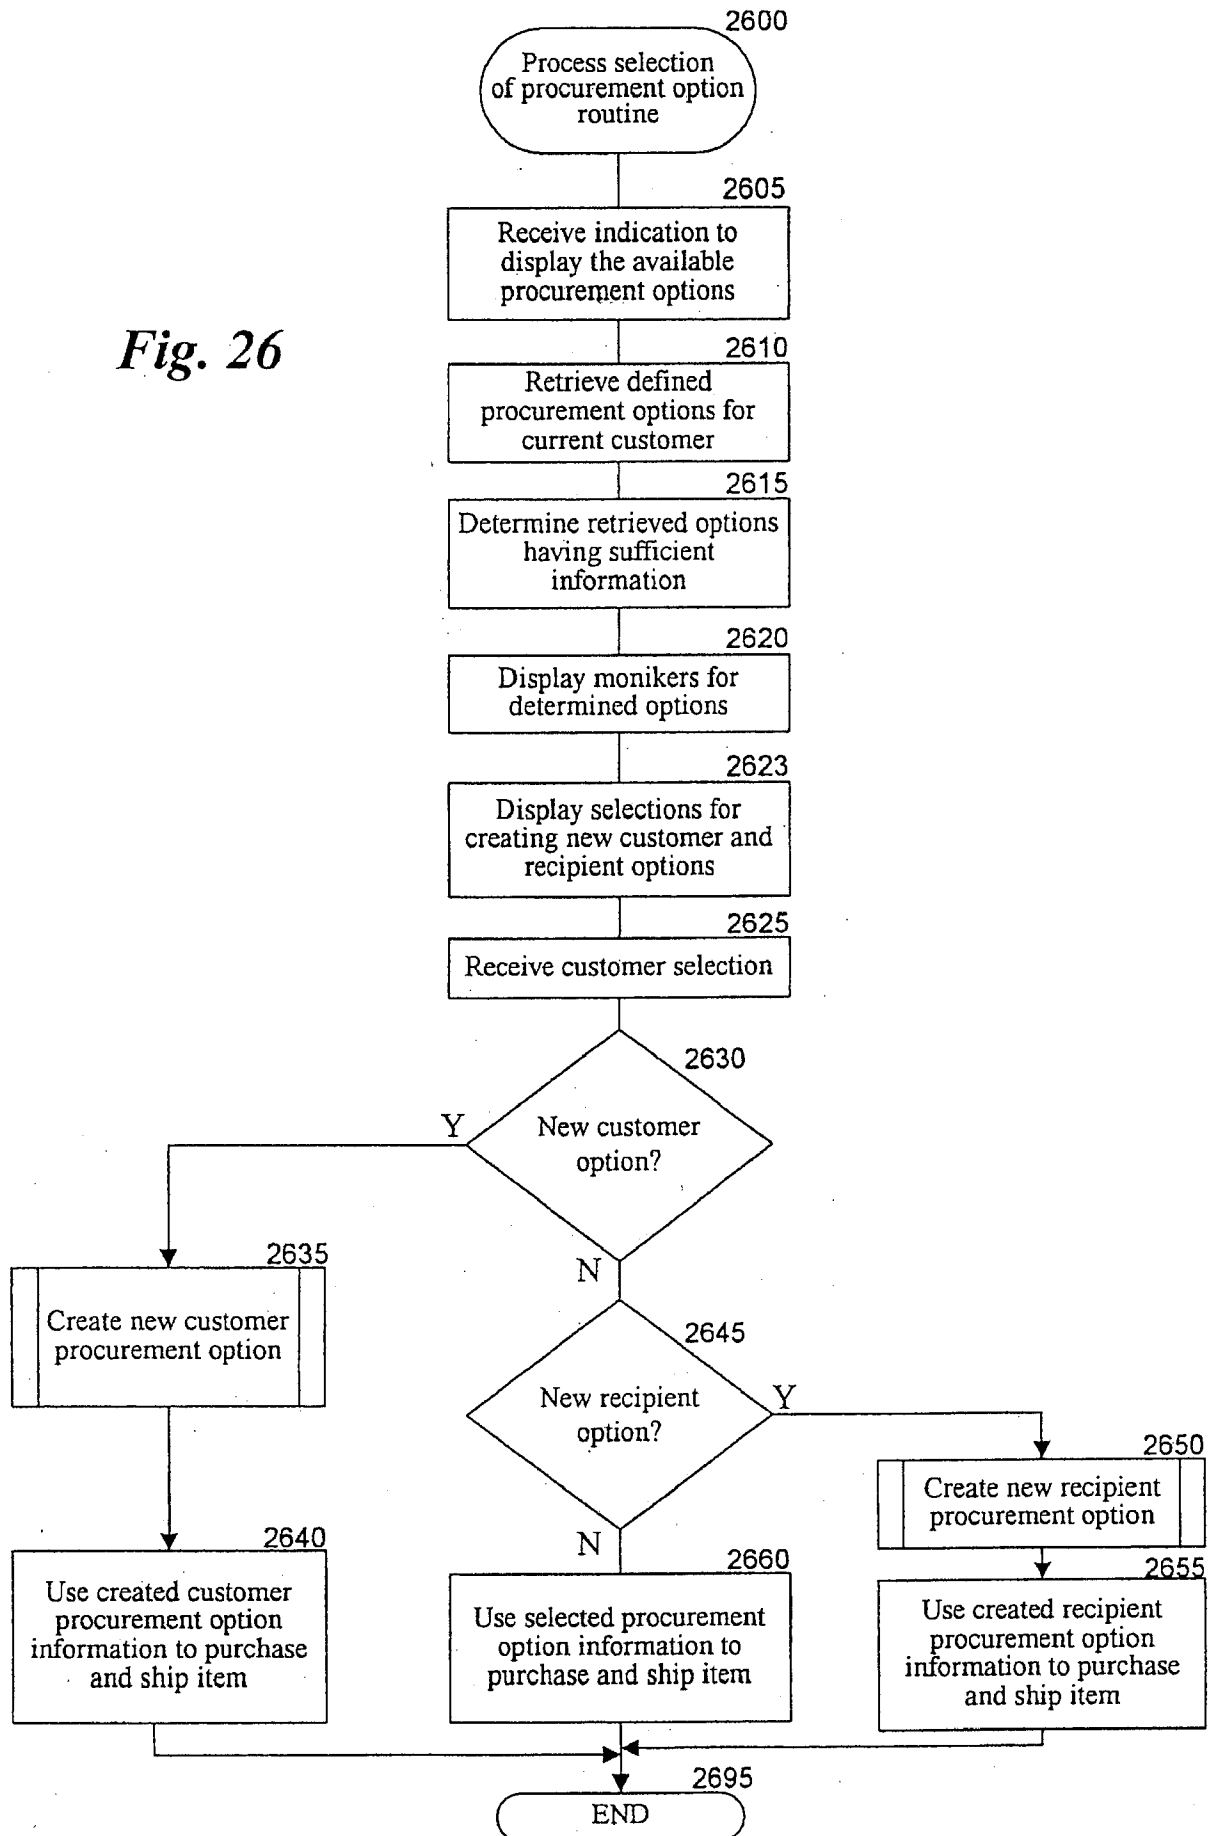 2600
Process selection
of procurement option
routine
2605
Receive indication to
display the available
procurement options
Fig. 26
2610
Retrieve defined
procurement options for
current customer
2615
Determine retrieved options
having sufficient
information
2620
Display monikers for
determined options
2623
Display selections for
creating new customer and
recipient options
2625
Receive customer selection
2630
Y
New customer
option?
N
2635
Create new customer
procurement option
2645
New recipient
option?
Y
N
2650
Create new recipient
procurement option
2640
Use created customer
procurement option
information to purchase
and ship item
2660
Use selected procurement
option information to
purchase and ship item
2655
Use created recipient
procurement option
information to purchase
and ship item
2695
END